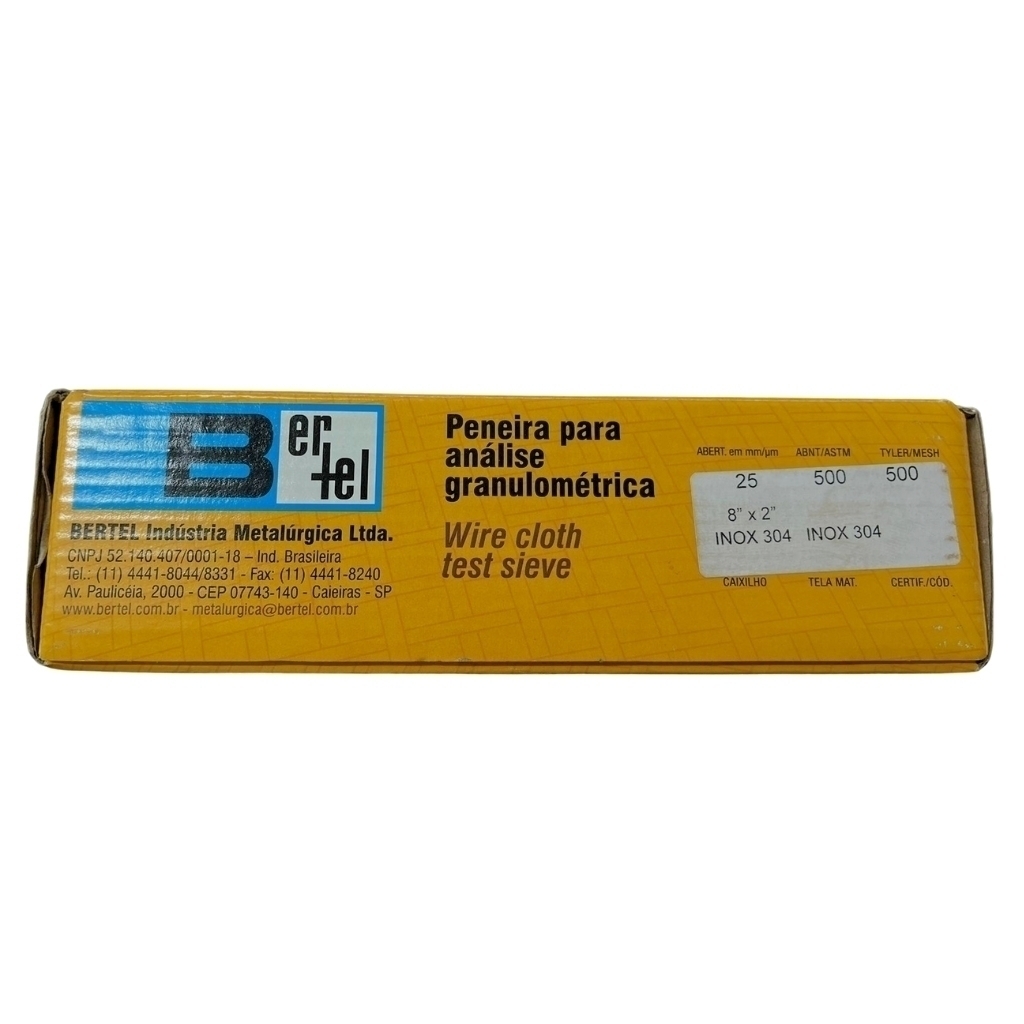 Bertel
BERTEL Indústria Metalúrgica Ltda.
CNPJ 52.140.407/0001-18 – Ind. Brasileira
Tel.: (11) 4441-8044/8331 - Fax: (11) 4441-8240
Av. Paulicéia, 2000 - CEP 07743-140 - Caieiras - SP
www.bertel.com.br - metalurgica@bertel.com.br
Peneira para
análise
granulométrica
Wire cloth
test sieve
ABERT. em mm/µm ABNT/ASTM TYLER/MESH
25 500 500
8" x 2"
INOX 304 INOX 304
CAIXILHO TELA MAT. CERTIF./CÓD.